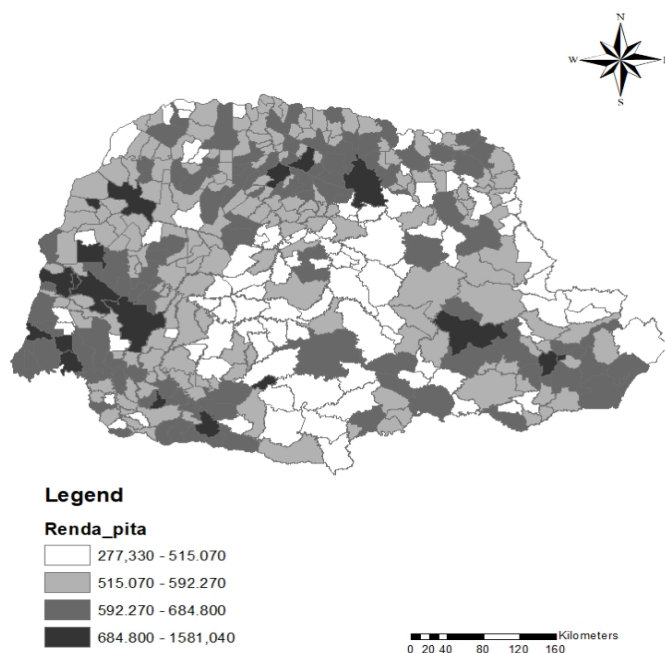 N
W
S
Legend
Renda_pita
277,330 - 515.070
515.070 - 592.270
592.270 - 684.800
684.800 - 1581,040
Kilometers
0 20 40 80 120 160